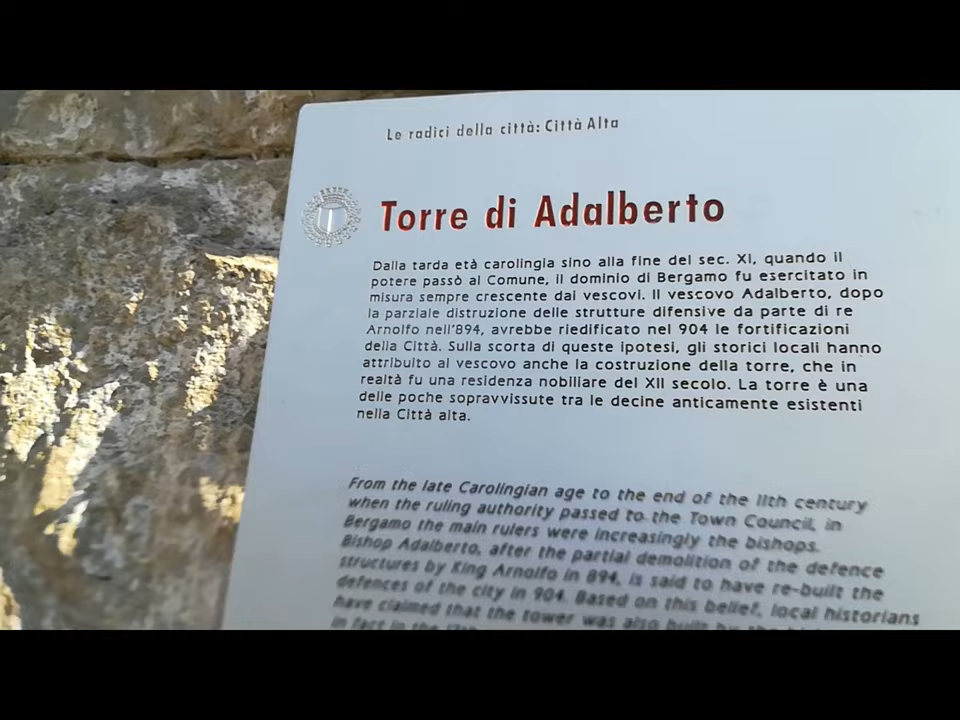 Le radici della città: Città Alta
Torre di Adalberto
Dalla tarda età carolingia sino alla fine del sec. XI, quando il
potere passò al Comune, il dominio di Bergamo fu esercitato in
misura sempre crescente dai vescovi. Il vescovo Adalberto, dopo
la parziale distruzione delle strutture difensive da parte di re
Arnolfo nell'894, avrebbe riedificato nel 904 le fortificazioni
della Città. Sulla scorta di queste ipotesi, gli storici locali hanno
attribuito al vescovo anche la costruzione della torre, che in
realtà fu una residenza nobiliare del XII secolo. La torre è una
delle poche sopravvissute tra le decine anticamente esistenti
nella Città alta.
From the late Carolingian age to the end of the 11th century
when the ruling authority passed to the Town Council, in
Bergamo the main rulers were increasingly the bishops.
Bishop Adalberto, after the partial demolition of the defence
structures by King Arnolfo in 894, is said to have re-built the
defences of the city in 904. Based on this belief, local historians
have claimed that the tower was also built by the
in fact in the